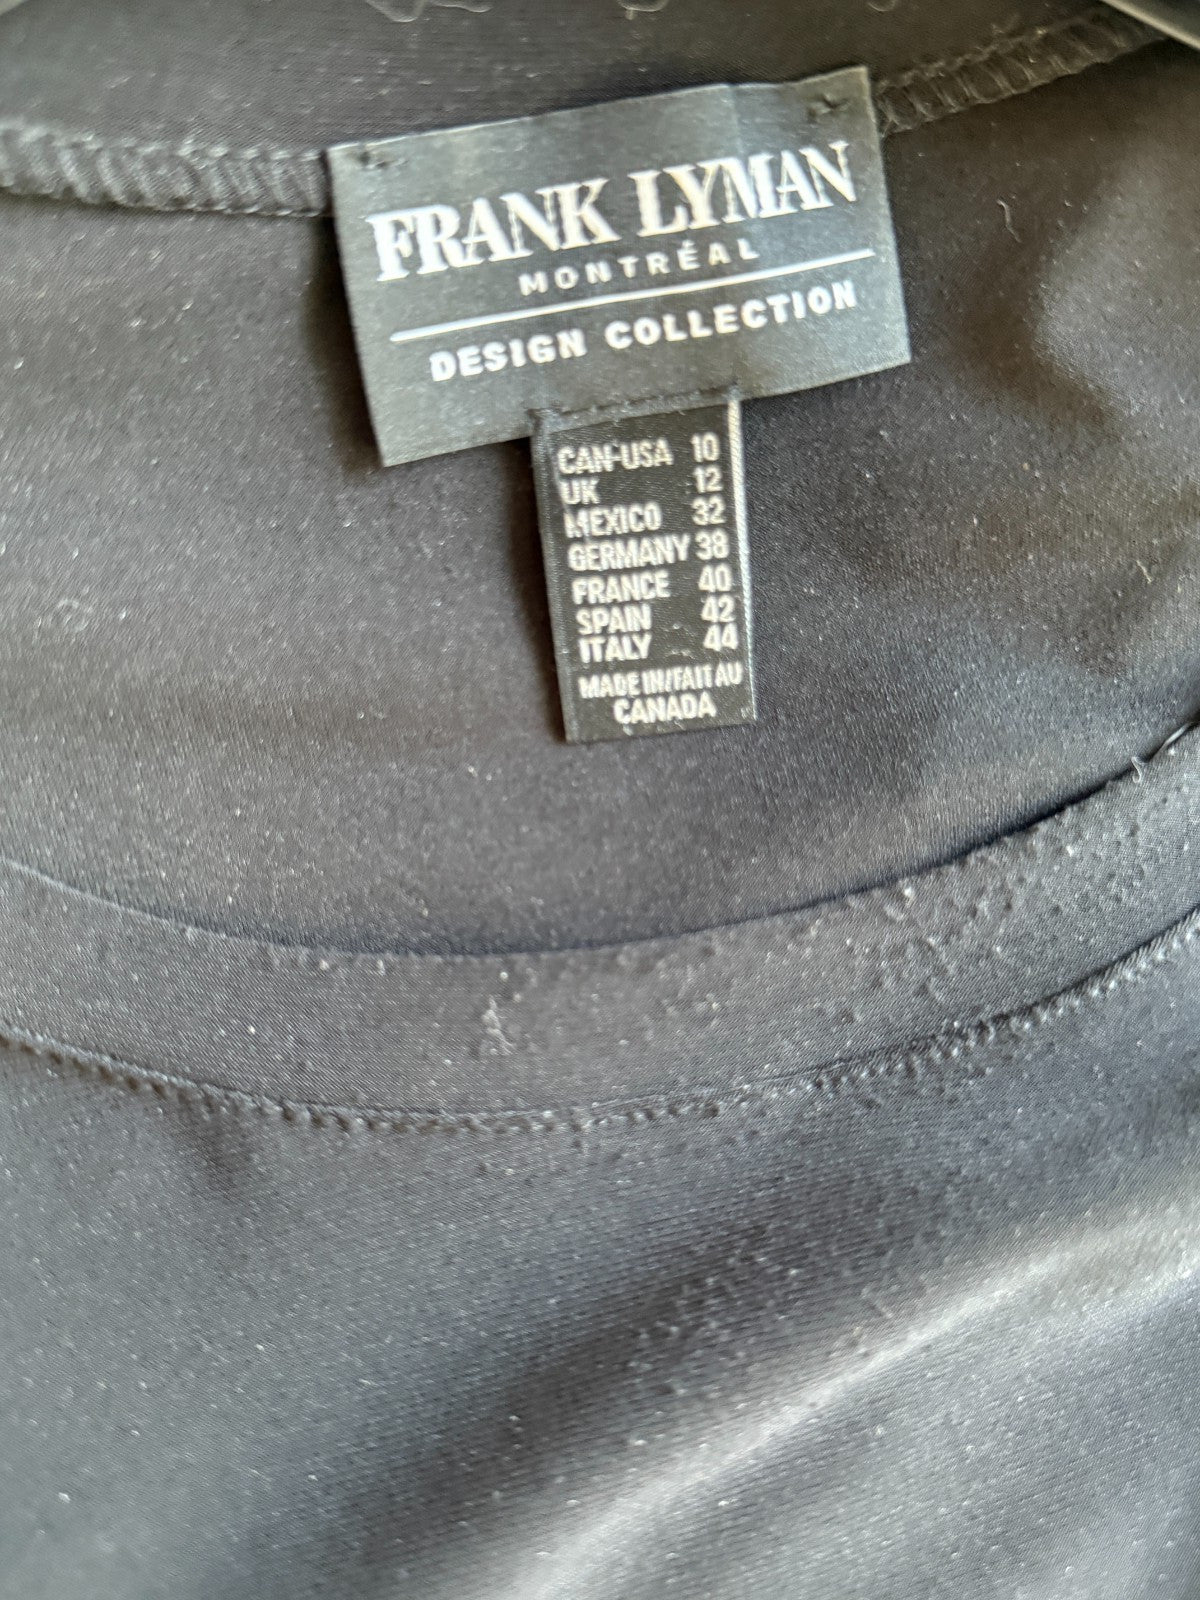 FRANK LYMAN
MONTRÉAL
DESIGN COLLECTION
CAN-USA 10
UK 12
MEXICO 32
GERMANY 38
FRANCE 40
SPAIN 42
ITALY 44
MADE IN/FAIT AU
CANADA